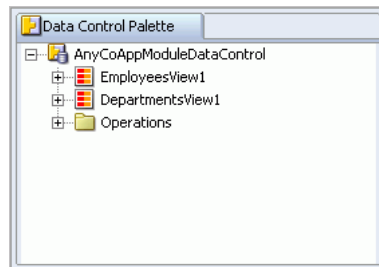 Data Control Palette
AnyCoAppModuleDataControl
EmployeesView1
DepartmentsView1
Operations